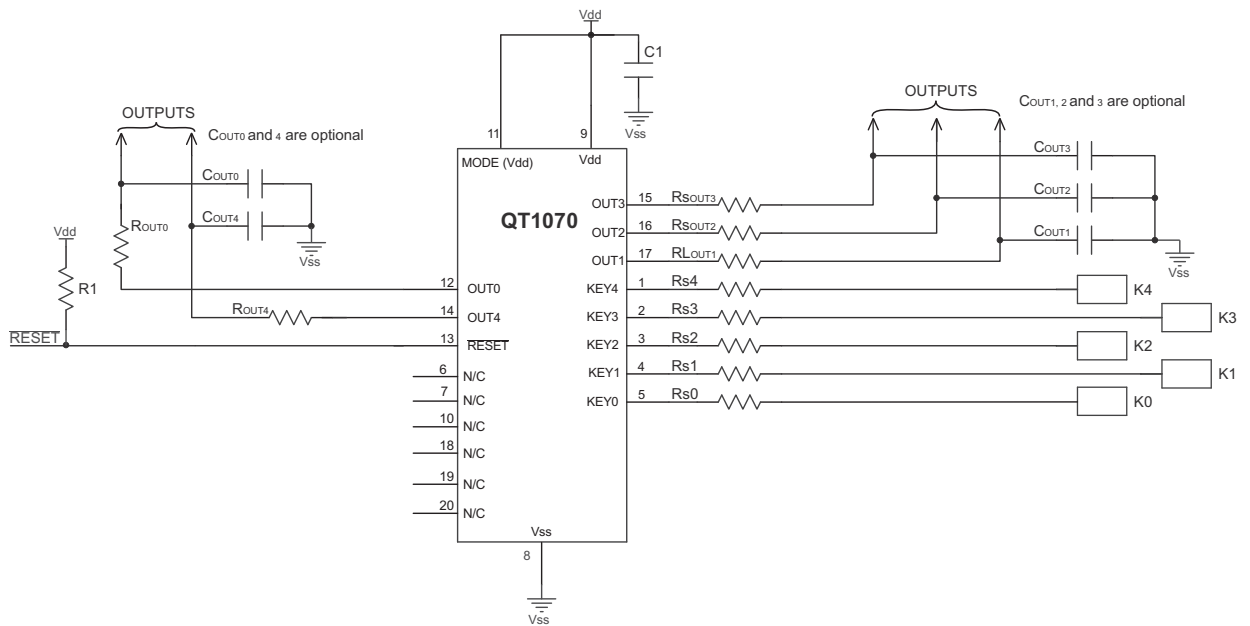 Vdd
C1
Vss
OUTPUTS
COUT0 and 4 are optional
COUT0
COUT4
ROUT0
Vss
Vdd
R1
ROUT4
RESET
OUTPUTS
COUT1, 2 and 3 are optional
COUT3
COUT2
COUT1
Vss
11
9
MODE (Vdd)
Vdd
QT1070
12 OUT0
14 OUT4
13 RESET
6 N/C
7 N/C
10 N/C
18 N/C
19 N/C
20 N/C
OUT3 15 RsOUT3
OUT2 16 RsOUT2
OUT1 17 RLOUT1
KEY4 1 Rs4 K4
KEY3 2 Rs3 K3
KEY2 3 Rs2 K2
KEY1 4 Rs1 K1
KEY0 5 Rs0 K0
Vss
8
Vss